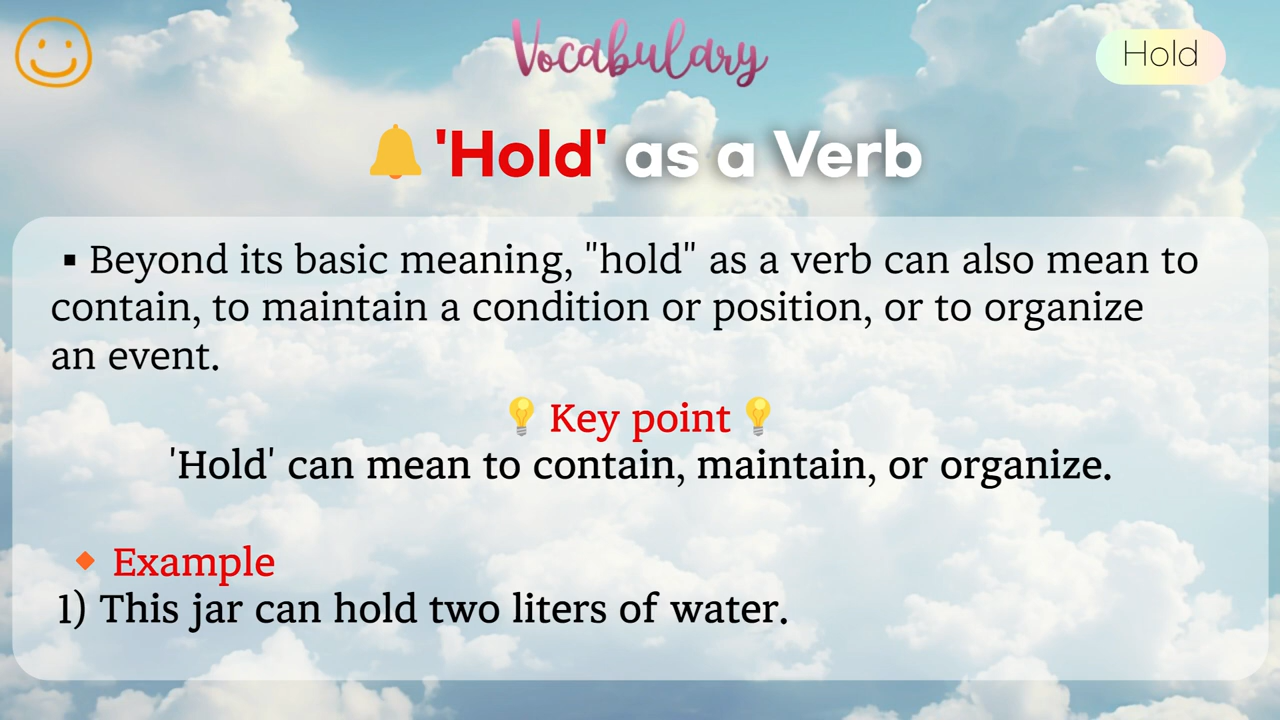 Vocabulary
Hold
'Hold' as a Verb
▪ Beyond its basic meaning, "hold" as a verb can also mean to
contain, to maintain a condition or position, or to organize
an event.
Key point
'Hold' can mean to contain, maintain, or organize.
Example
1) This jar can hold two liters of water.